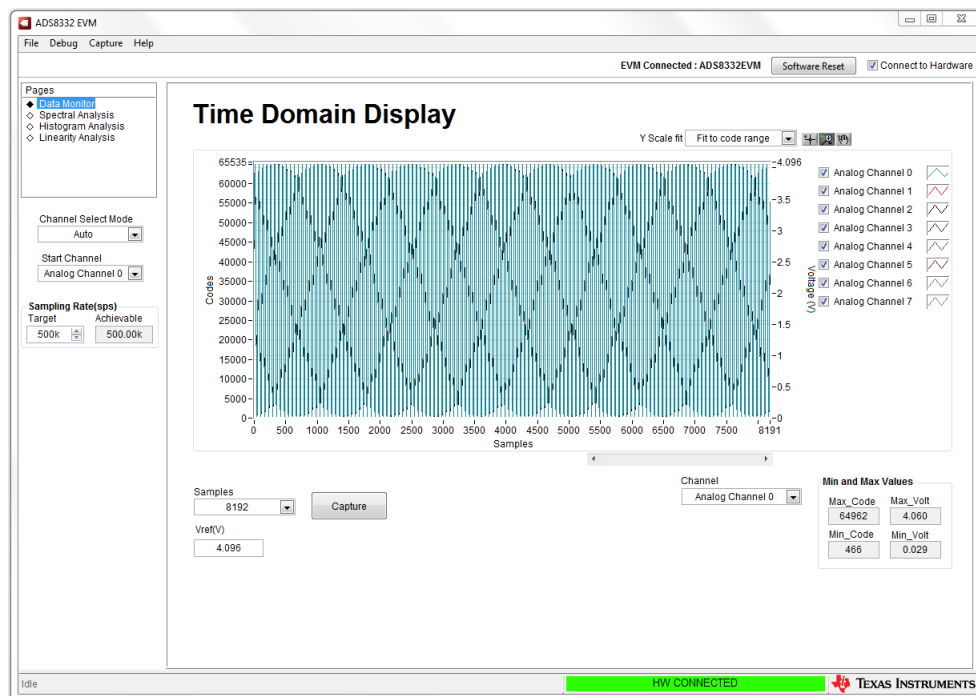 ADS8332 EVM
File Debug Capture Help
EVM Connected : ADS8332EVM Software Reset Connect to Hardware
Pages
Data Monitor
Spectral Analysis
Histogram Analysis
Linearity Analysis
Channel Select Mode
Auto
Start Channel
Analog Channel 0
Sampling Rate(sps)
Target Achievable
500k 500.00k
Time Domain Display
Y Scale fit Fit to code range
65535
60000
55000
50000
45000
40000
35000
30000
25000
20000
15000
10000
5000
0
Codes
4.096
3.5
3
2.5
2
1.5
1
0.5
0
Voltage (V)
0 500 1000 1500 2000 2500 3000 3500 4000 4500 5000 5500 6000 6500 7000 7500 8191
Samples
Analog Channel 0
Analog Channel 1
Analog Channel 2
Analog Channel 3
Analog Channel 4
Analog Channel 5
Analog Channel 6
Analog Channel 7
Samples
8192
Capture
Vref(V)
4.096
Channel
Analog Channel 0
Min and Max Values
Max_Code Max_Volt
64962 4.060
Min_Code Min_Volt
466 0.029
Idle
HW CONNECTED
TEXAS INSTRUMENTS